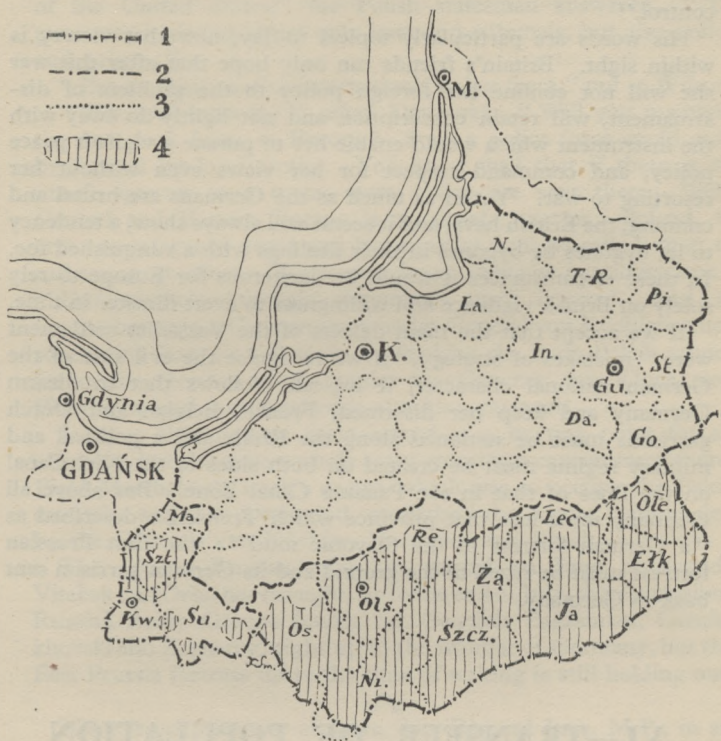 1
2
3
4
M.
N.
T.-R.
Pi.
La.
K.
In.
Gu.
St.
Gdynia
Da.
Go.
GDAŃSK
Ma.
Re.
Lec
Ole.
Szt.
Żą.
Ełk
Ols.
Kw.
Su.
Os.
Szcz.
Ja
Ni.